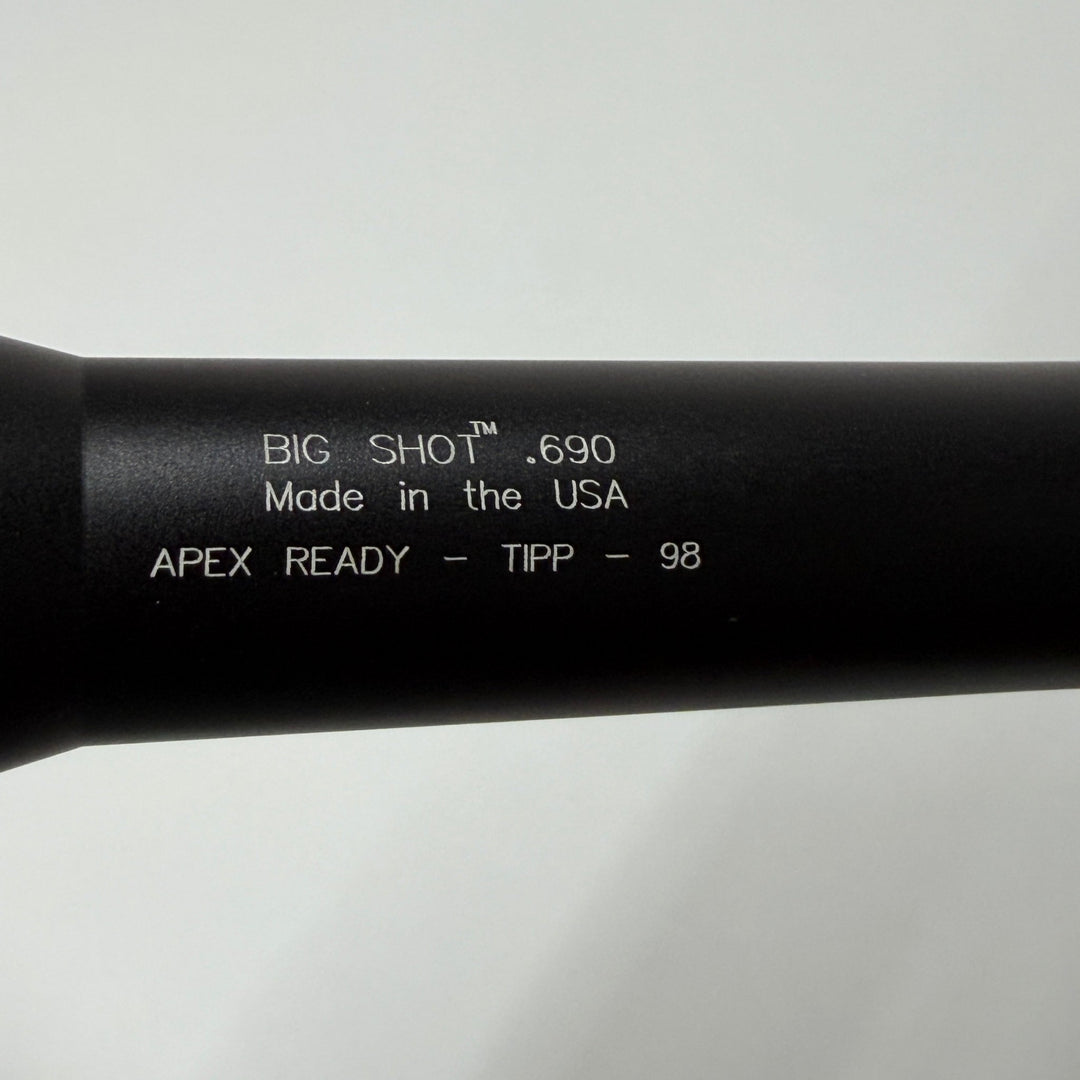 BIG SHOT™ .690
Made in the USA
APEX READY - TIPP - 98